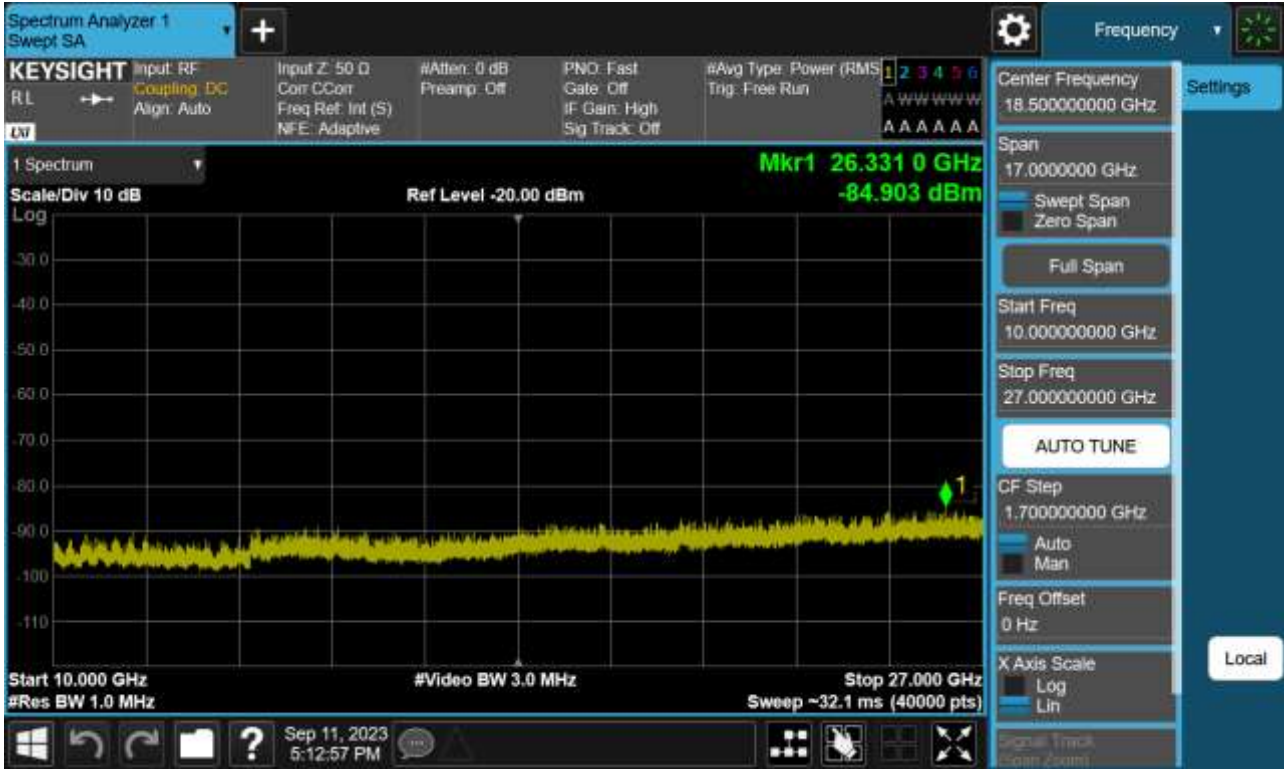 Spectrum Analyzer 1
Swept SA
+
Frequency
KEYSIGHT
RL
LXI
Input: RF
Coupling: DC
Align: Auto
Input Z: 50 Ω
Corr CCorr
Freq Ref: Int (S)
NFE: Adaptive
#Atten: 0 dB
Preamp: Off
PNO: Fast
Gate: Off
IF Gain: High
Sig Track: Off
#Avg Type: Power (RMS
Trig: Free Run
1 2 3 4 5 6
A W W W W W
A A A A A A
1 Spectrum
Scale/Div 10 dB
Ref Level -20.00 dBm
Mkr1 26.331 0 GHz
-84.903 dBm
Log
-30.0
-40.0
-50.0
-60.0
-70.0
-80.0
-90.0
-100
-110
1
Start 10.000 GHz
#Res BW 1.0 MHz
#Video BW 3.0 MHz
Stop 27.000 GHz
Sweep ~32.1 ms (40000 pts)
Center Frequency
18.500000000 GHz
Span
17.0000000 GHz
Swept Span
Zero Span
Full Span
Start Freq
10.000000000 GHz
Stop Freq
27.000000000 GHz
AUTO TUNE
CF Step
1.700000000 GHz
Auto
Man
Freq Offset
0 Hz
X Axis Scale
Log
Lin
Signal Track
(Span Zoom)
Settings
Local
?
Sep 11, 2023
5:12:57 PM